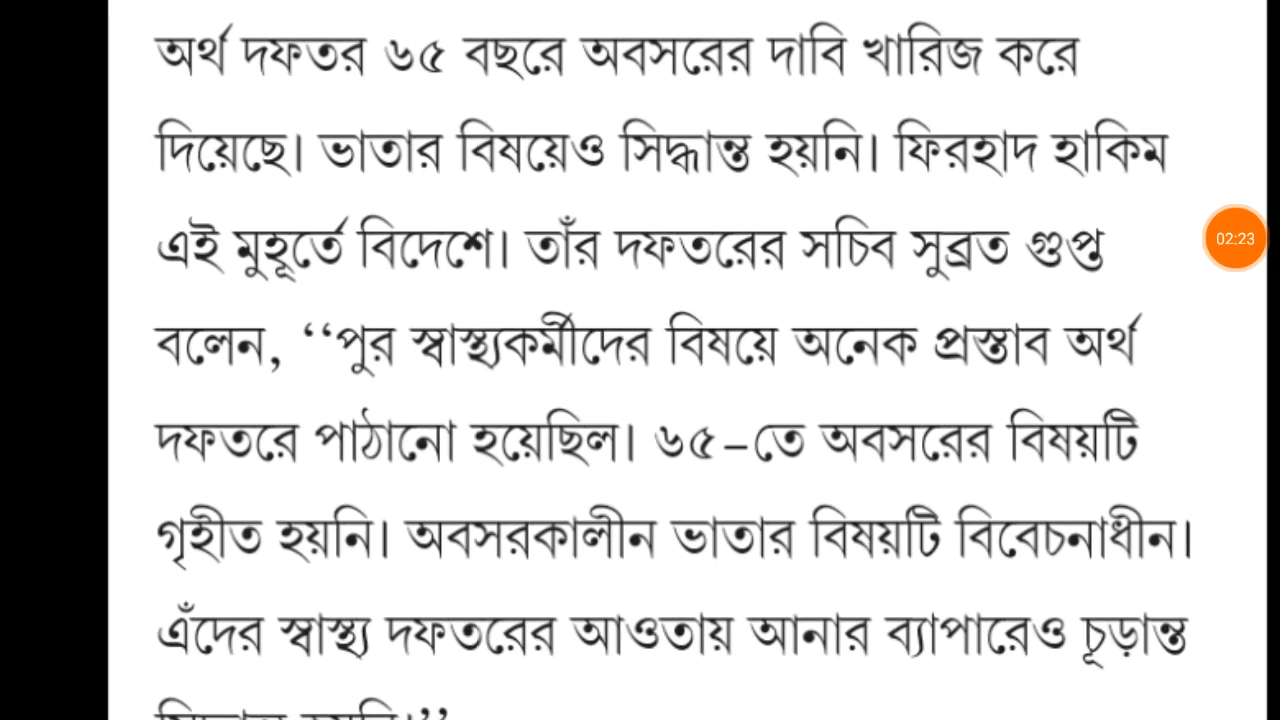 অর্থ দফতর ৬৫ বছরে অবসরের দাবি খারিজ করে
দিয়েছে। ভাতার বিষয়েও সিদ্ধান্ত হয়নি। ফিরহাদ হাকিম
এই মুহূর্তে বিদেশে। তাঁর দফতরের সচিব সুব্রত গুপ্ত
বলেন, ‘‘পুর স্বাস্থ্যকর্মীদের বিষয়ে অনেক প্রস্তাব অর্থ
দফতরে পাঠানো হয়েছিল। ৬৫-তে অবসরের বিষয়টি
গৃহীত হয়নি। অবসরকালীন ভাতার বিষয়টি বিবেচনাধীন।
এঁদের স্বাস্থ্য দফতরের আওতায় আনার ব্যাপারেও চূড়ান্ত
02:23